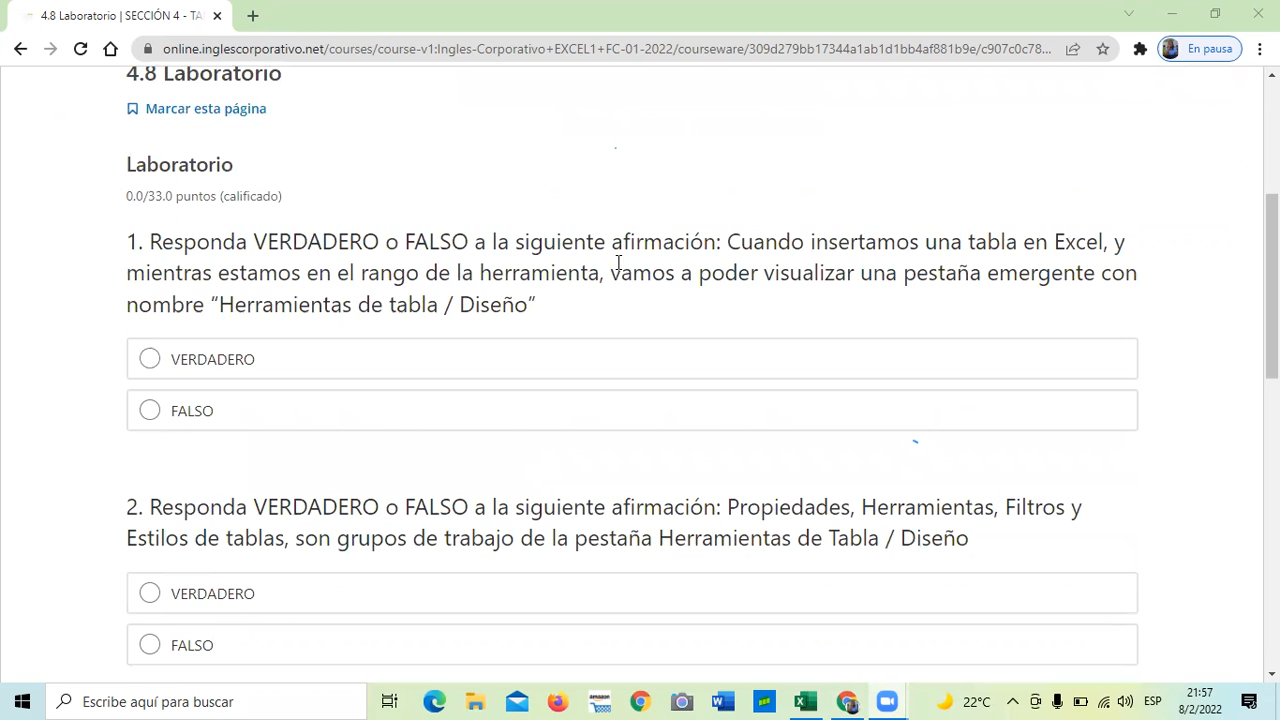 4.8 Laboratorio | SECCIÓN 4 - TA
online.inglescorporativo.net/courses/course-v1:Ingles-Corporativo+EXCEL1+FC-01-2022/courseware/309d279bb17344a1ab1d1bb4af881b9e/c907c0c78...
En pausa
4.8 Laboratorio
Marcar esta página
Laboratorio
0.0/33.0 puntos (calificado)
1. Responda VERDADERO o FALSO a la siguiente afirmación: Cuando insertamos una tabla en Excel, y
mientras estamos en el rango de la herramienta, vamos a poder visualizar una pestaña emergente con
nombre “Herramientas de tabla / Diseño”
VERDADERO
FALSO
2. Responda VERDADERO o FALSO a la siguiente afirmación: Propiedades, Herramientas, Filtros y
Estilos de tablas, son grupos de trabajo de la pestaña Herramientas de Tabla / Diseño
VERDADERO
FALSO
Escribe aquí para buscar
amazon
22°C
ESP
21:57
8/2/2022